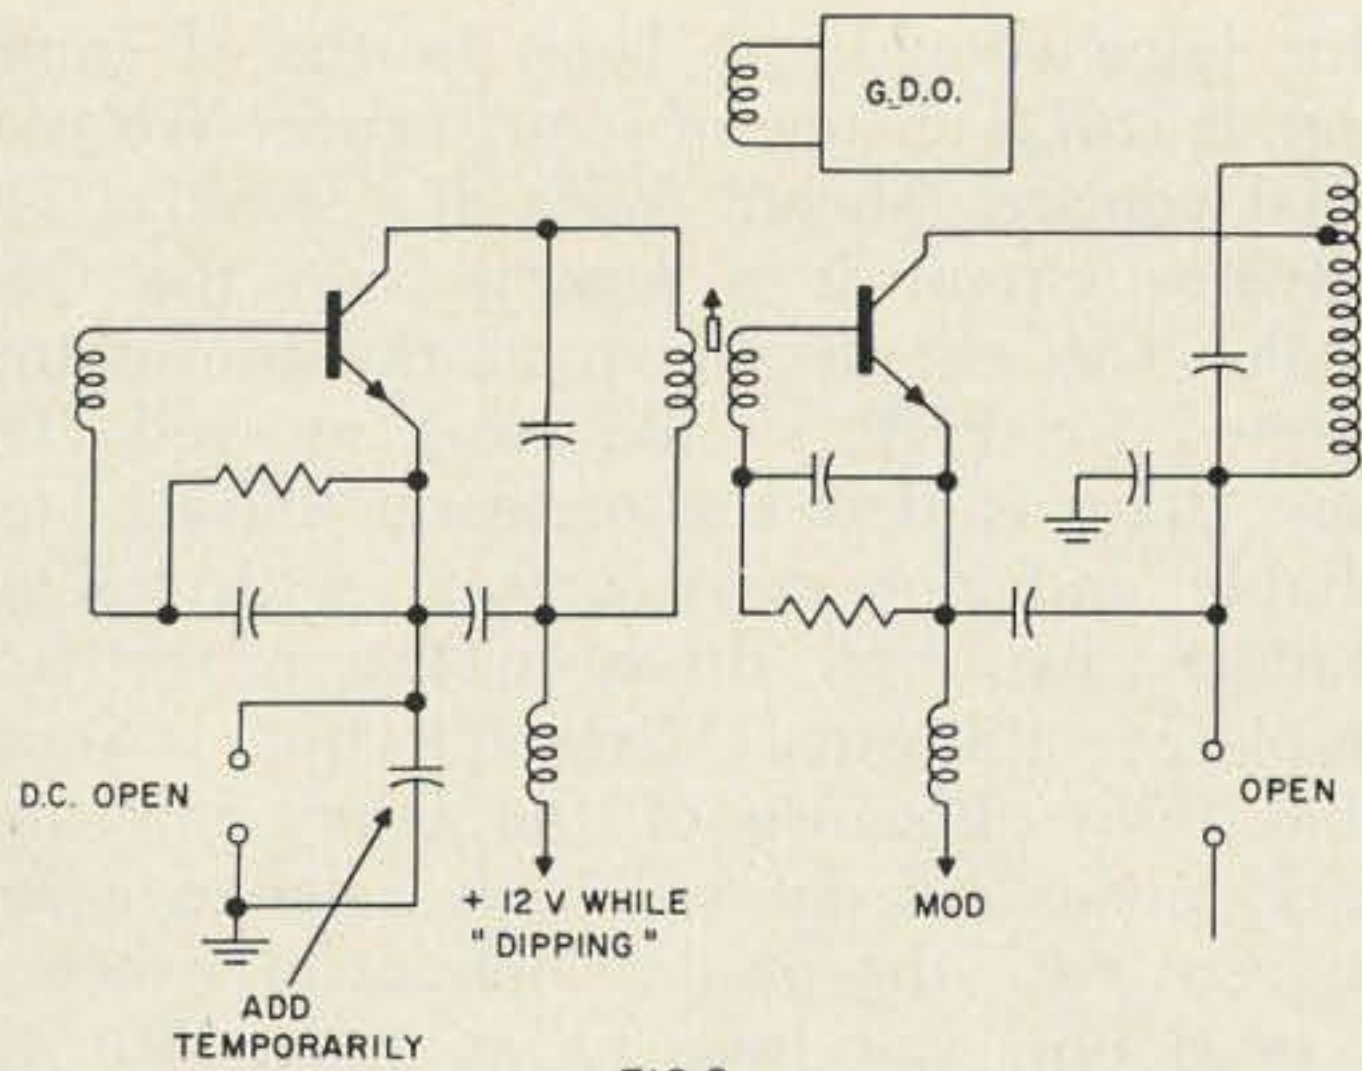 G.D.O.
D.C. OPEN
OPEN
+ 12 V WHILE
"DIPPING"
MOD
ADD
TEMPORARILY